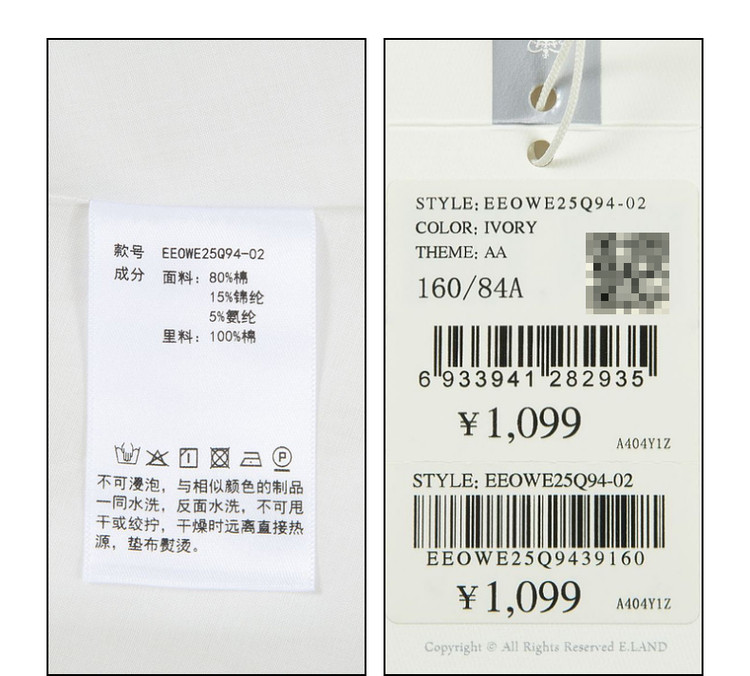 款号 EEOWE25Q94-02
成分 面料：80%棉
15%锦纶
5%氨纶
里料：100%棉
P
不可浸泡，与相似颜色的制品
一同水洗，反面水洗，不可甩
干或绞拧，干燥时远离直接热
源，垫布熨烫。
STYLE: EEOWE25Q94-02
COLOR: IVORY
THEME: AA
160/84A
6 933941 282935
¥1,099
A404Y1Z
STYLE: EEOWE25Q94-02
EEOWE25Q9439160
¥1,099
A404Y1Z
Copyright © All Rights Reserved E.LAND